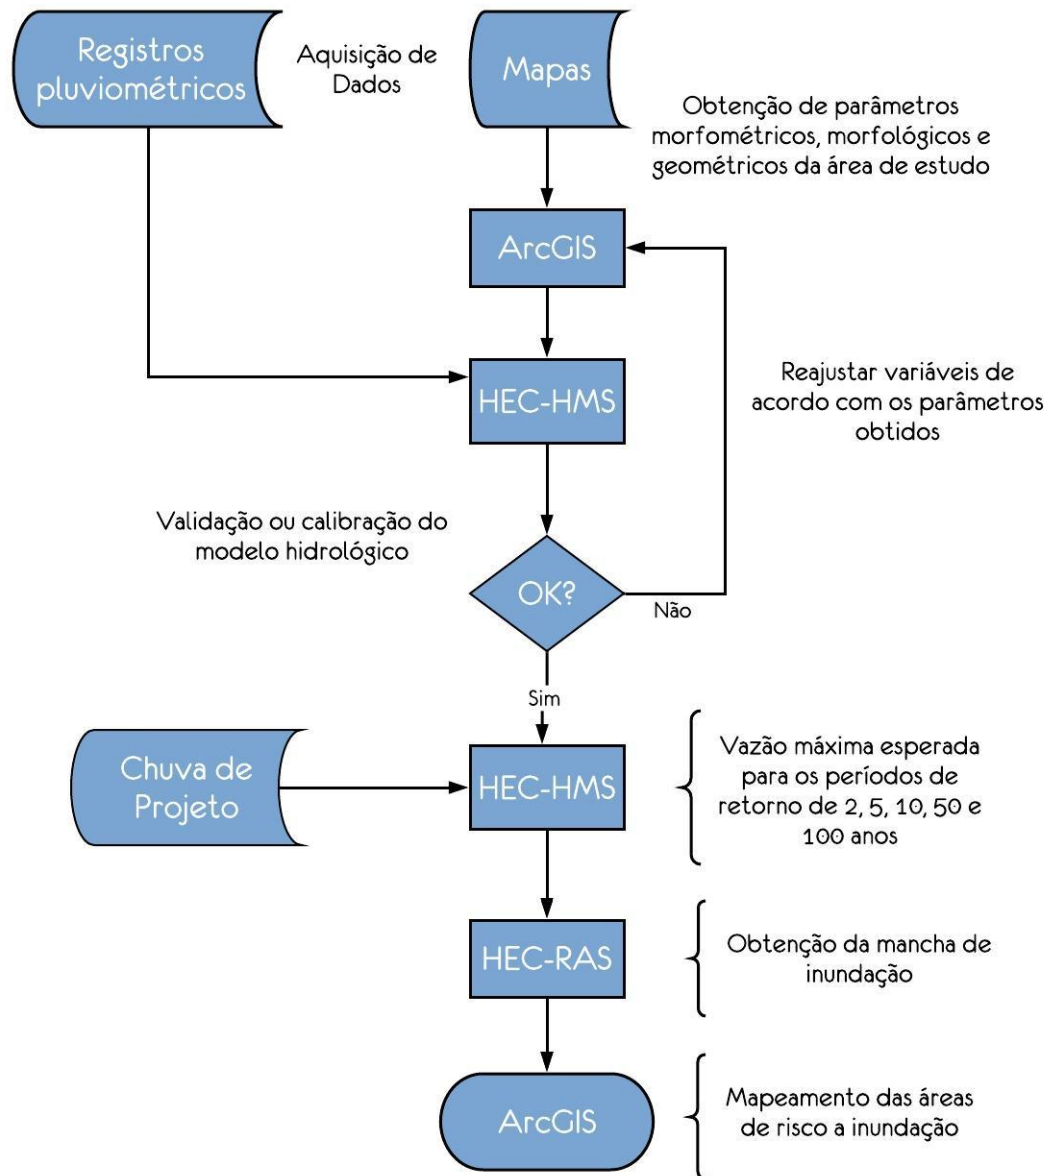 Registros
pluviométricos
Aquisição de
Dados
Mapas
Obtenção de parâmetros
morfométricos, morfológicos e
geométricos da área de estudo
ArcGIS
HEC-HMS
Reajustar variáveis de
acordo com os parâmetros
obtidos
Validação ou calibração do
modelo hidrológico
OK?
Não
Sim
Chuva de
Projeto
HEC-HMS
Vazão máxima esperada
para os períodos de
retorno de 2, 5, 10, 50 e
100 anos
HEC-RAS
Obtenção da mancha de
inundação
ArcGIS
Mapeamento das áreas
de risco a inundação